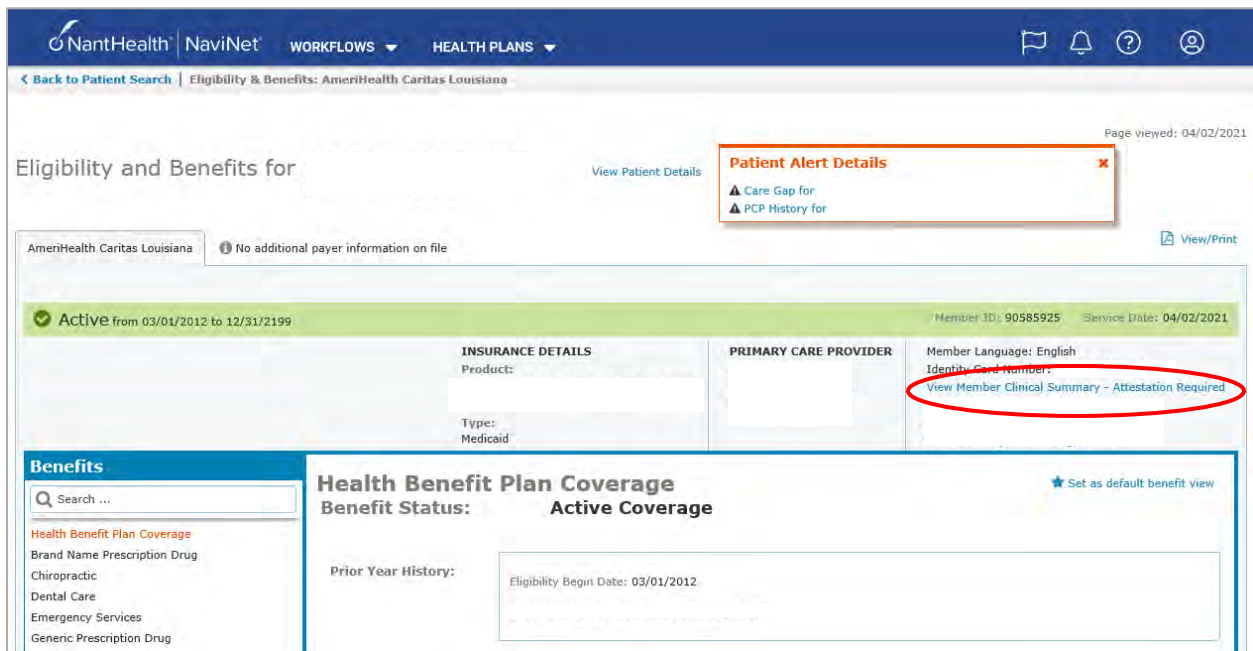 NantHealth® NaviNet® WORKFLOWS HEALTH PLANS
Back to Patient Search | Eligibility & Benefits: AmeriHealth Caritas Louisiana
Page viewed: 04/02/2021
Eligibility and Benefits for
View Patient Details
Patient Alert Details
Care Gap for
PCP History for
AmeriHealth Caritas Louisiana
No additional payer information on file
View/Print
Active from 03/01/2012 to 12/31/2199
Member ID: 90585925 Service Date: 04/02/2021
INSURANCE DETAILS
Product:
Type:
Medicaid
PRIMARY CARE PROVIDER
Member Language: English
Identity Card Number:
View Member Clinical Summary - Attestation Required
Benefits
Search ...
Health Benefit Plan Coverage
Brand Name Prescription Drug
Chiropractic
Dental Care
Emergency Services
Generic Prescription Drug
Health Benefit Plan Coverage
Set as default benefit view
Benefit Status: Active Coverage
Prior Year History:
Eligibility Begin Date: 03/01/2012